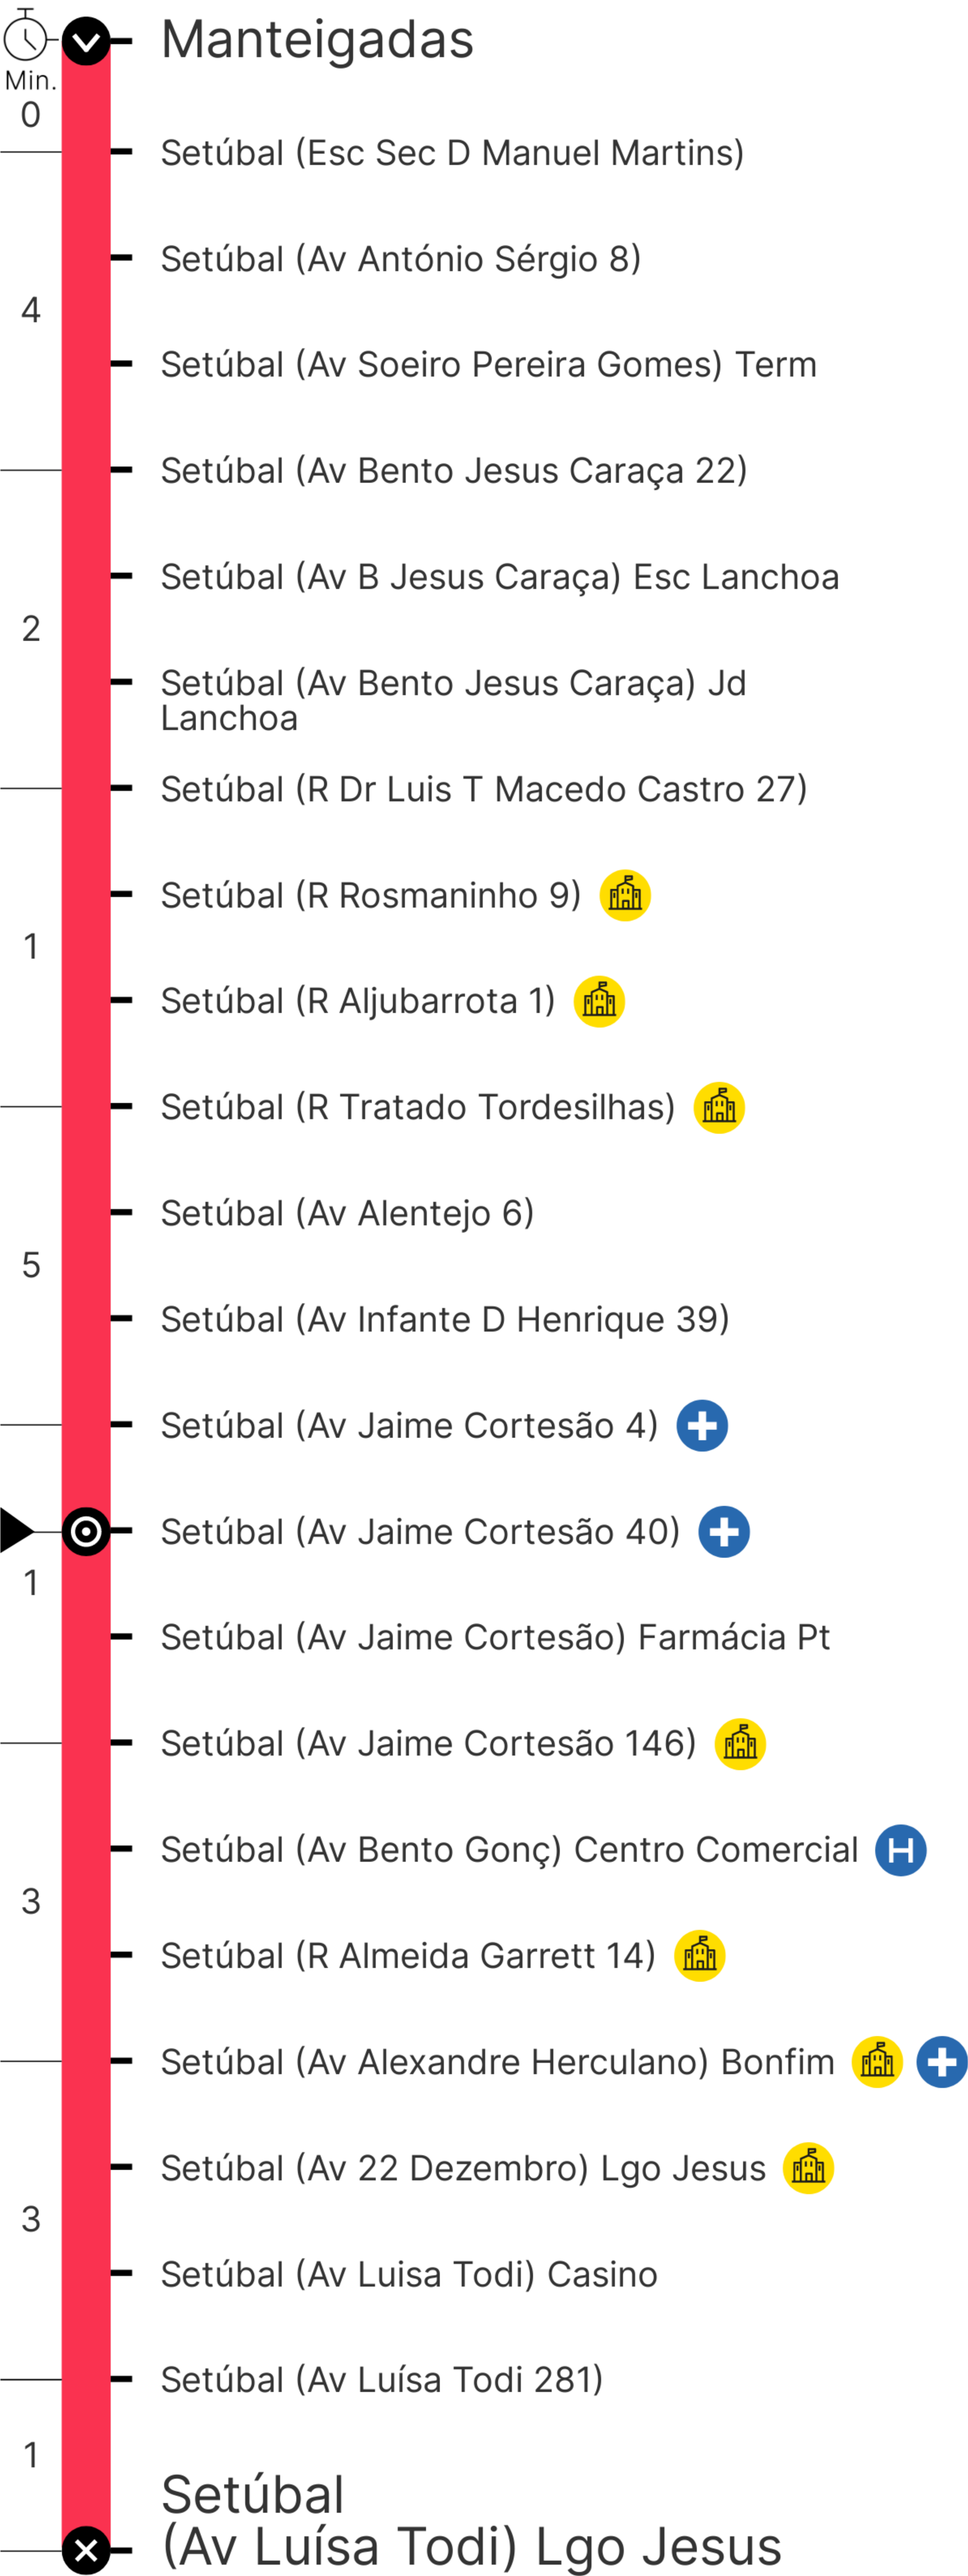 Manteigadas
Min.
0
Setúbal (Esc Sec D Manuel Martins)
Setúbal (Av António Sérgio 8)
4
Setúbal (Av Soeiro Pereira Gomes) Term
Setúbal (Av Bento Jesus Caraça 22)
Setúbal (Av B Jesus Caraça) Esc Lanchoa
2
Setúbal (Av Bento Jesus Caraça) Jd
Lanchoa
Setúbal (R Dr Luis T Macedo Castro 27)
Setúbal (R Rosmaninho 9)
1
Setúbal (R Aljubarrota 1)
Setúbal (R Tratado Tordesilhas)
Setúbal (Av Alentejo 6)
5
Setúbal (Av Infante D Henrique 39)
Setúbal (Av Jaime Cortesão 4)
Setúbal (Av Jaime Cortesão 40)
1
Setúbal (Av Jaime Cortesão) Farmácia Pt
Setúbal (Av Jaime Cortesão 146)
Setúbal (Av Bento Gonç) Centro Comercial H
3
Setúbal (R Almeida Garrett 14)
Setúbal (Av Alexandre Herculano) Bonfim
Setúbal (Av 22 Dezembro) Lgo Jesus
3
Setúbal (Av Luisa Todi) Casino
Setúbal (Av Luísa Todi 281)
1
Setúbal
(Av Luísa Todi) Lgo Jesus